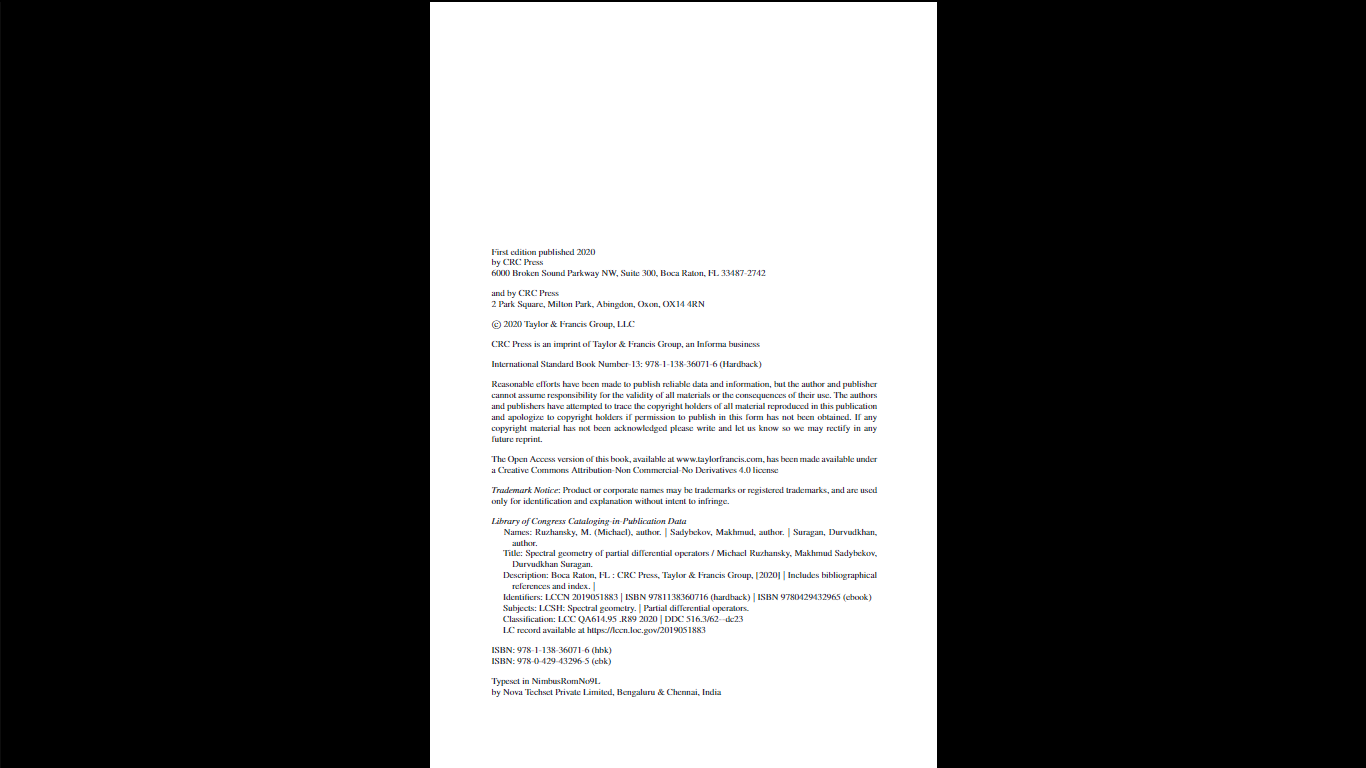 First edition published 2020
by CRC Press
6000 Broken Sound Parkway NW, Suite 300, Boca Raton, FL 33487-2742
and by CRC Press
2 Park Square, Milton Park, Abingdon, Oxon, OX14 4RN
© 2020 Taylor & Francis Group, LLC
CRC Press is an imprint of Taylor & Francis Group, an Informa business
International Standard Book Number-13: 978-1-138-36071-6 (Hardback)
Reasonable efforts have been made to publish reliable data and information, but the author and publisher
cannot assume responsibility for the validity of all materials or the consequences of their use. The authors
and publishers have attempted to trace the copyright holders of all material reproduced in this publication
and apologize to copyright holders if permission to publish in this form has not been obtained. If any
copyright material has not been acknowledged please write and let us know so we may rectify in any
future reprint.
The Open Access version of this book, available at www.taylorfrancis.com, has been made available under
a Creative Commons Attribution-Non Commercial-No Derivatives 4.0 license
Trademark Notice: Product or corporate names may be trademarks or registered trademarks, and are used
only for identification and explanation without intent to infringe.
Library of Congress Cataloging-in-Publication Data
Names: Ruzhansky, M. (Michael), author. | Sadybekov, Makhmud, author. | Suragan, Durvudkhan,
author.
Title: Spectral geometry of partial differential operators / Michael Ruzhansky, Makhmud Sadybekov,
Durvudkhan Suragan.
Description: Boca Raton, FL : CRC Press, Taylor & Francis Group, [2020] | Includes bibliographical
references and index. |
Identifiers: LCCN 2019051883 | ISBN 9781138360716 (hardback) | ISBN 9780429432965 (ebook)
Subjects: LCSH: Spectral geometry. | Partial differential operators.
Classification: LCC QA614.95 .R89 2020 | DDC 516.3/62--dc23
LC record available at https://lccn.loc.gov/2019051883
ISBN: 978-1-138-36071-6 (hbk)
ISBN: 978-0-429-43296-5 (ebk)
Typeset in NimbusRomNo9L
by Nova Techset Private Limited, Bengaluru & Chennai, India